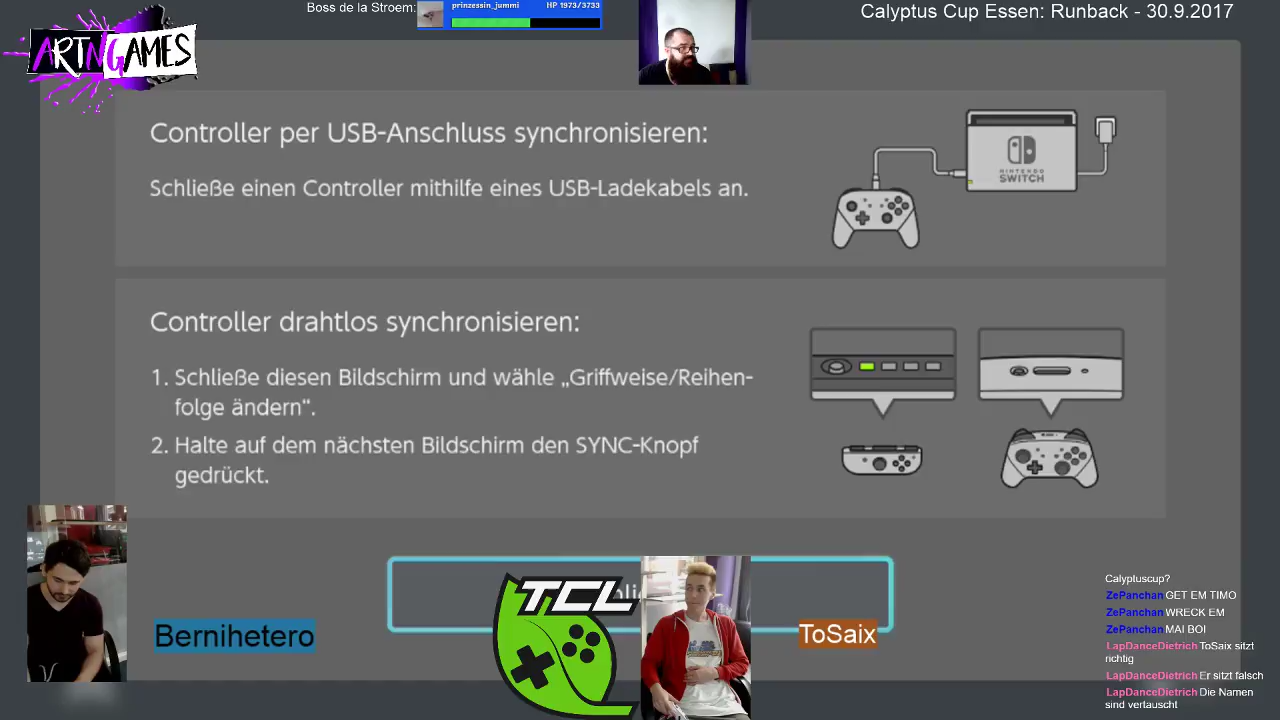 Boss de la Stroem:
prinzessin_jummi HP 1973/3733
Calyptus Cup Essen: Runback - 30.9.2017
ARTNGAMES
Controller per USB-Anschluss synchronisieren:
Schließe einen Controller mithilfe eines USB-Ladekabels an.
NINTENDO
SWITCH
Controller drahtlos synchronisieren:
1. Schließe diesen Bildschirm und wähle „Griffweise/Reihen-
folge ändern“.
2. Halte auf dem nächsten Bildschirm den SYNC-Knopf
gedrückt.
TCL
Bernihetero
ToSaix
Calyptuscup?
ZePanchan GET EM TIMO
ZePanchan WRECK EM
ZePanchan MAI BOI
LapDanceDietrich ToSaix sitzt
richtig
LapDanceDietrich Er sitzt falsch
LapDanceDietrich Die Namen
sind vertauscht